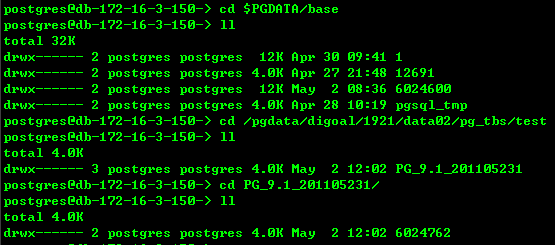 postgres@db-172-16-3-150-> cd $PGDATA/base
postgres@db-172-16-3-150-> ll
total 32K
drwx------ 2 postgres postgres  12K Apr 30 09:41 1
drwx------ 2 postgres postgres 4.0K Apr 27 21:48 12691
drwx------ 2 postgres postgres  12K May  2 08:36 6024600
drwx------ 2 postgres postgres 4.0K Apr 28 10:19 pgsql_tmp
postgres@db-172-16-3-150-> cd /pgdata/digoal/1921/data02/pg_tbs/test
postgres@db-172-16-3-150-> ll
total 4.0K
drwx------ 3 postgres postgres 4.0K May  2 12:02 PG_9.1_201105231
postgres@db-172-16-3-150-> cd PG_9.1_201105231/
postgres@db-172-16-3-150-> ll
total 4.0K
drwx------ 2 postgres postgres 4.0K May  2 12:02 6024762